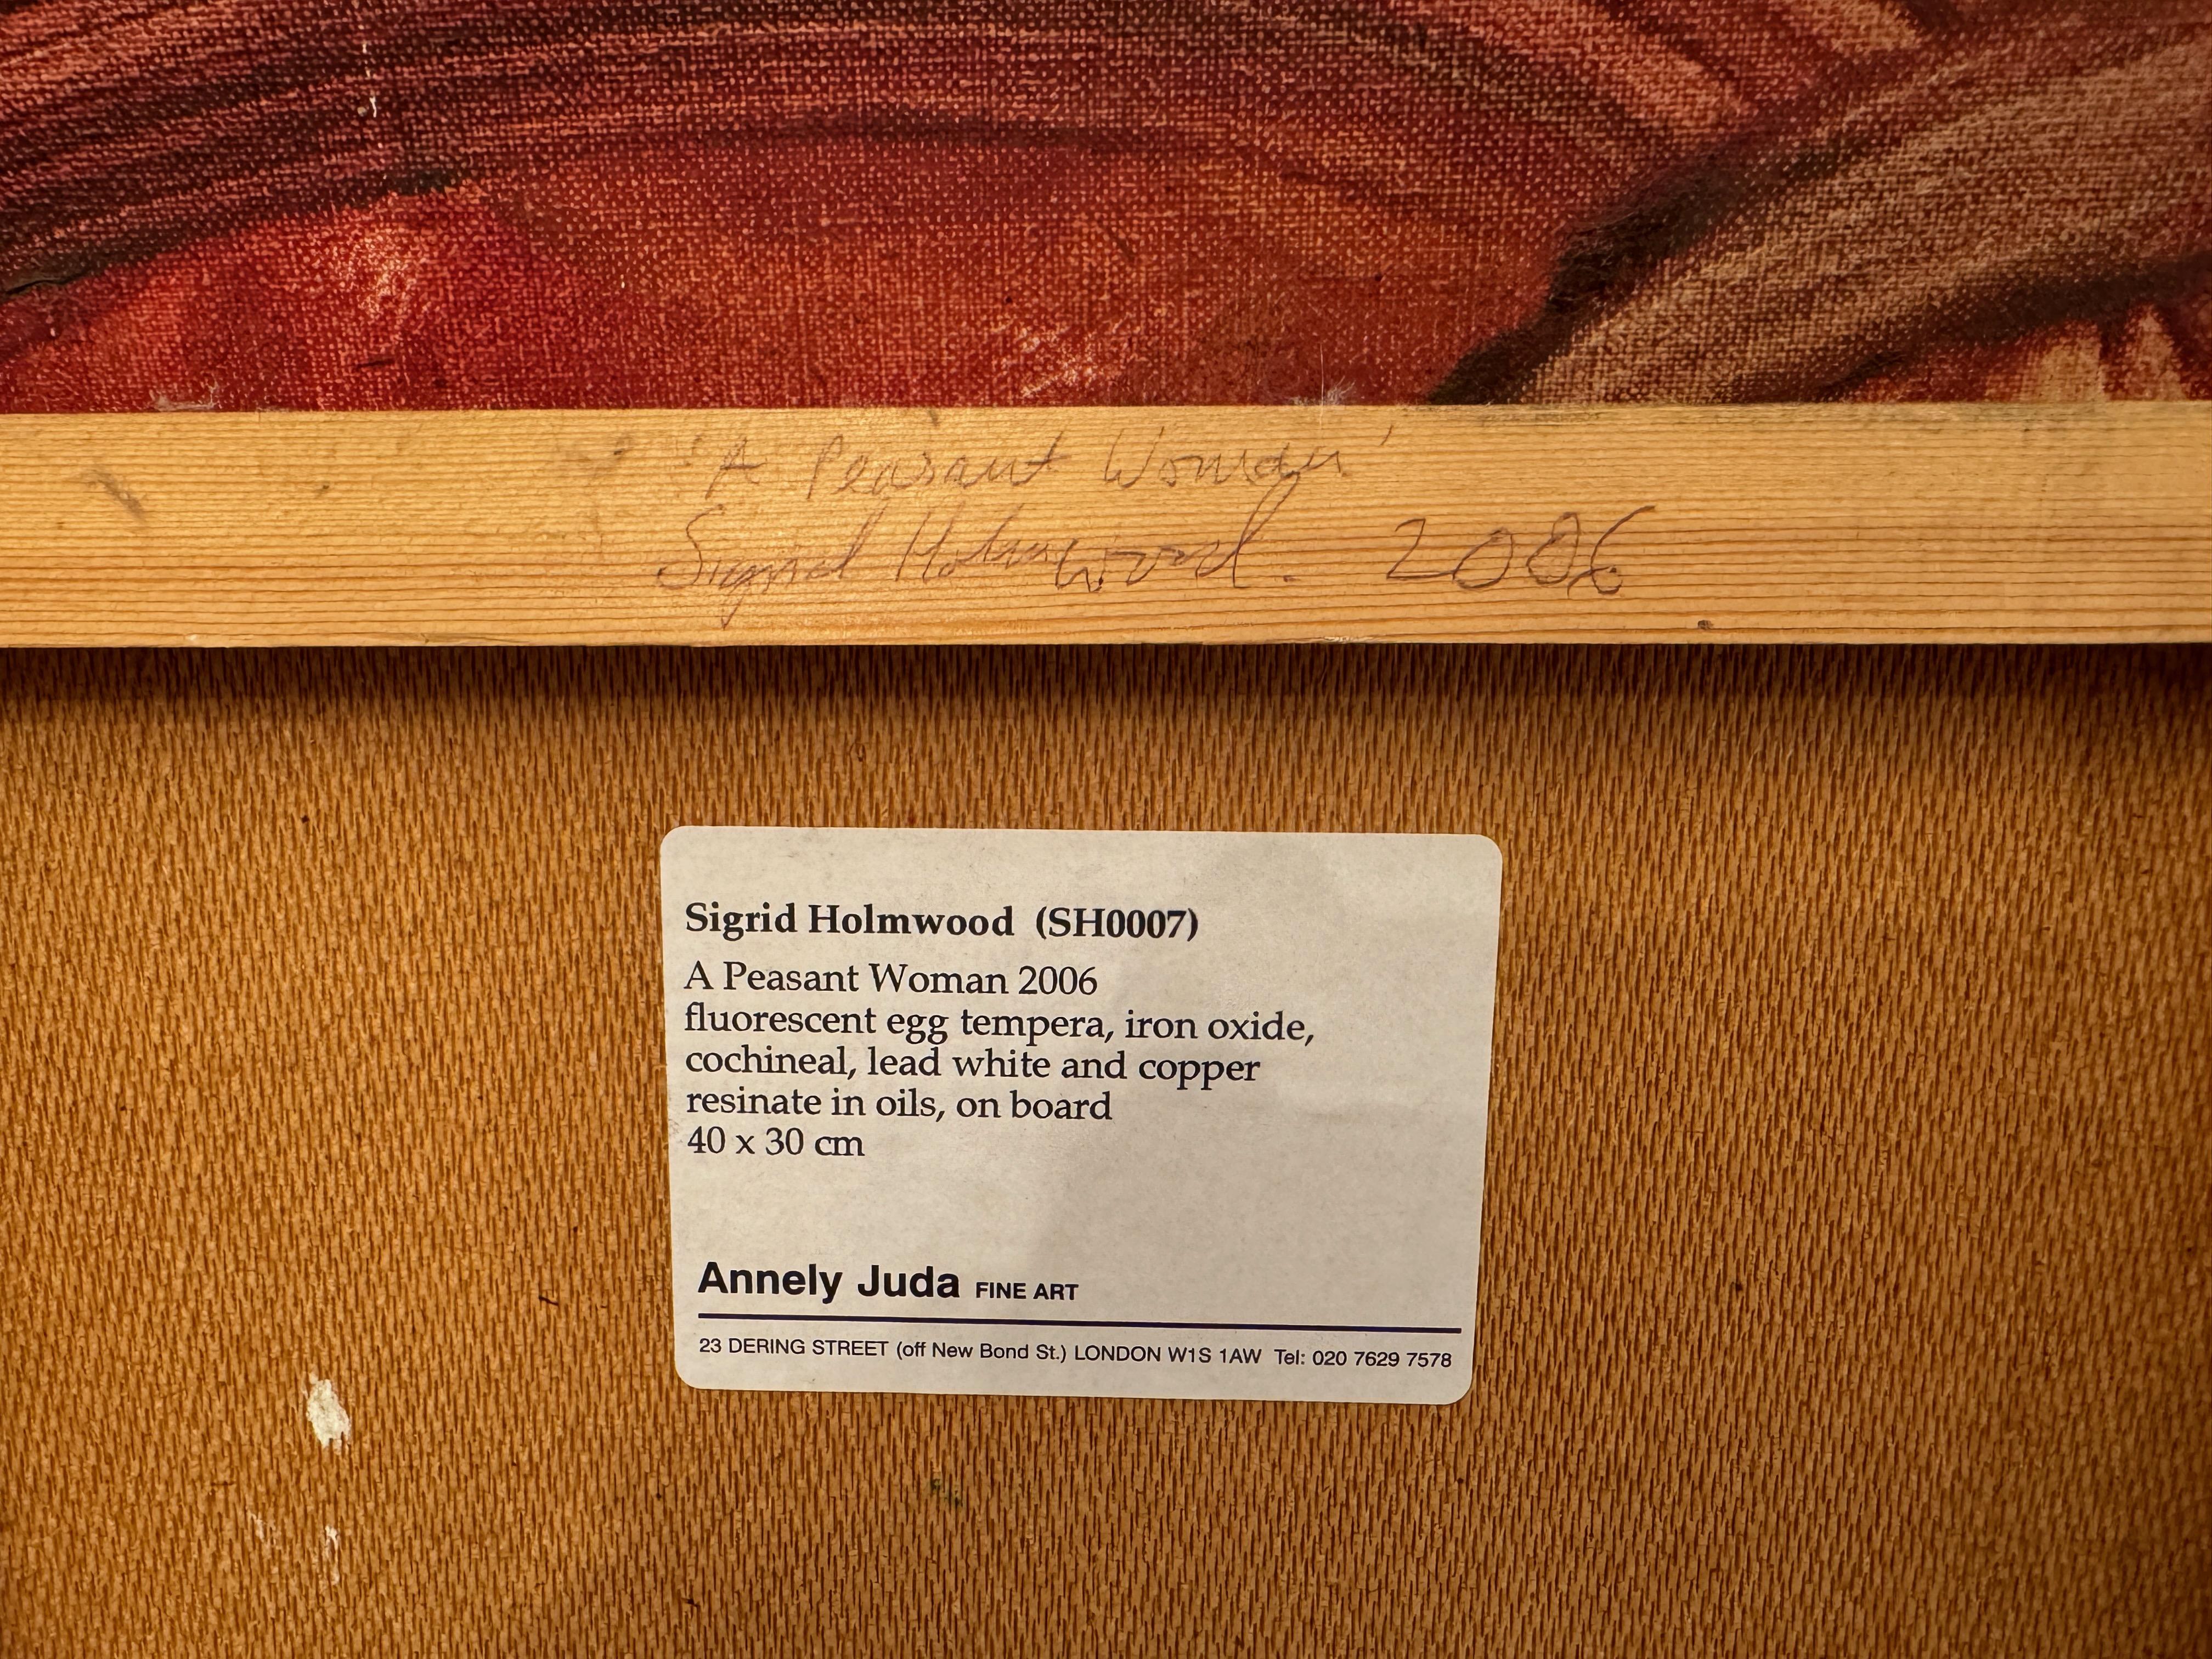 'A Peasant Woman'
Sigrid Holmwood. 2006
Sigrid Holmwood (SH0007)
A Peasant Woman 2006
fluorescent egg tempera, iron oxide,
cochineal, lead white and copper
resinate in oils, on board
40 x 30 cm
Annely Juda FINE ART
23 DERING STREET (off New Bond St.) LONDON W1S 1AW Tel: 020 7629 7578